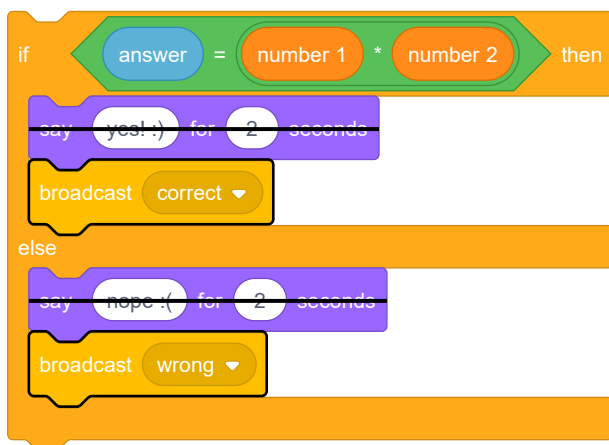 if answer = number 1 * number 2 then
say yes! :) for 2 seconds
broadcast correct
else
say nope :( for 2 seconds
broadcast wrong